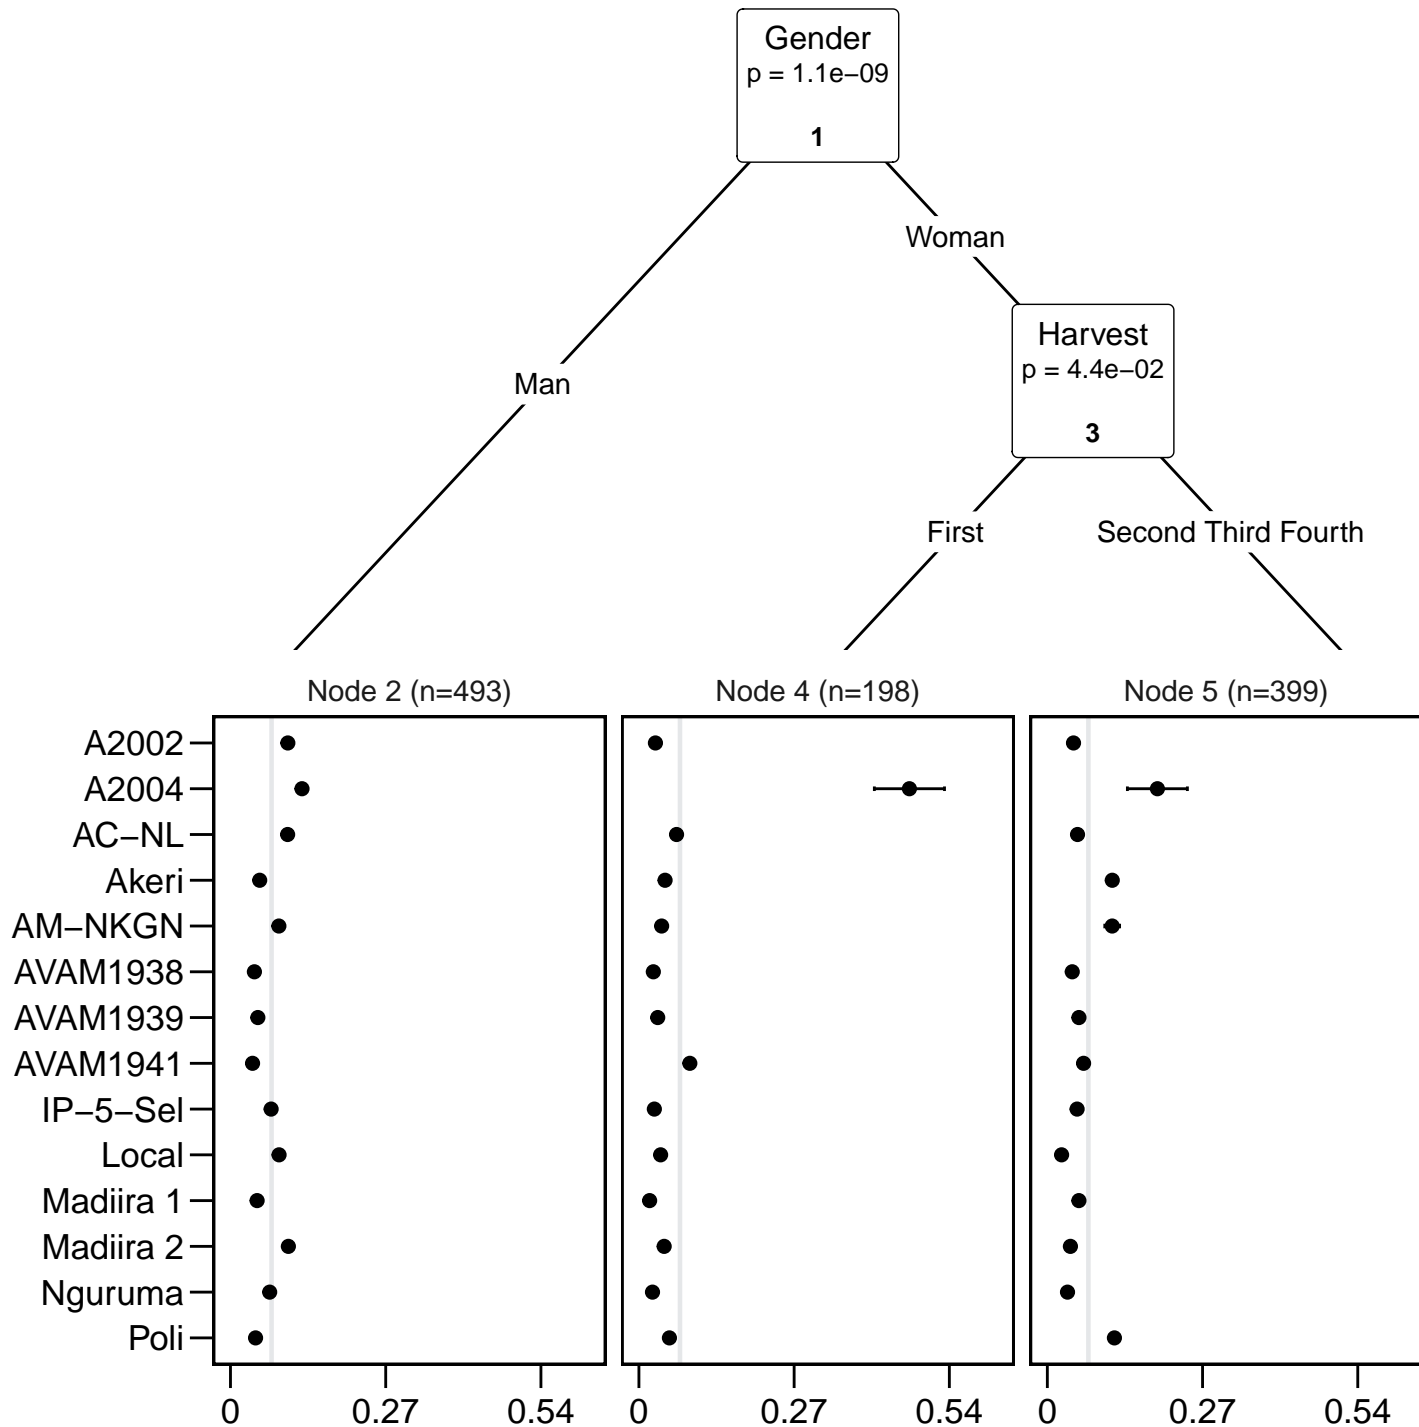 Gender
p = 1.1e−09
1
Woman
Man
Harvest
p = 4.4e−02
3
First
Second Third Fourth
Node 2 (n=493)
Node 4 (n=198)
Node 5 (n=399)
A2002
A2004
AC−NL
Akeri
AM−NKGN
AVAM1938
AVAM1939
AVAM1941
IP−5−Sel
Local
Madiira 1
Madiira 2
Nguruma
Poli
0 0.27 0.54
0 0.27 0.54
0 0.27 0.54